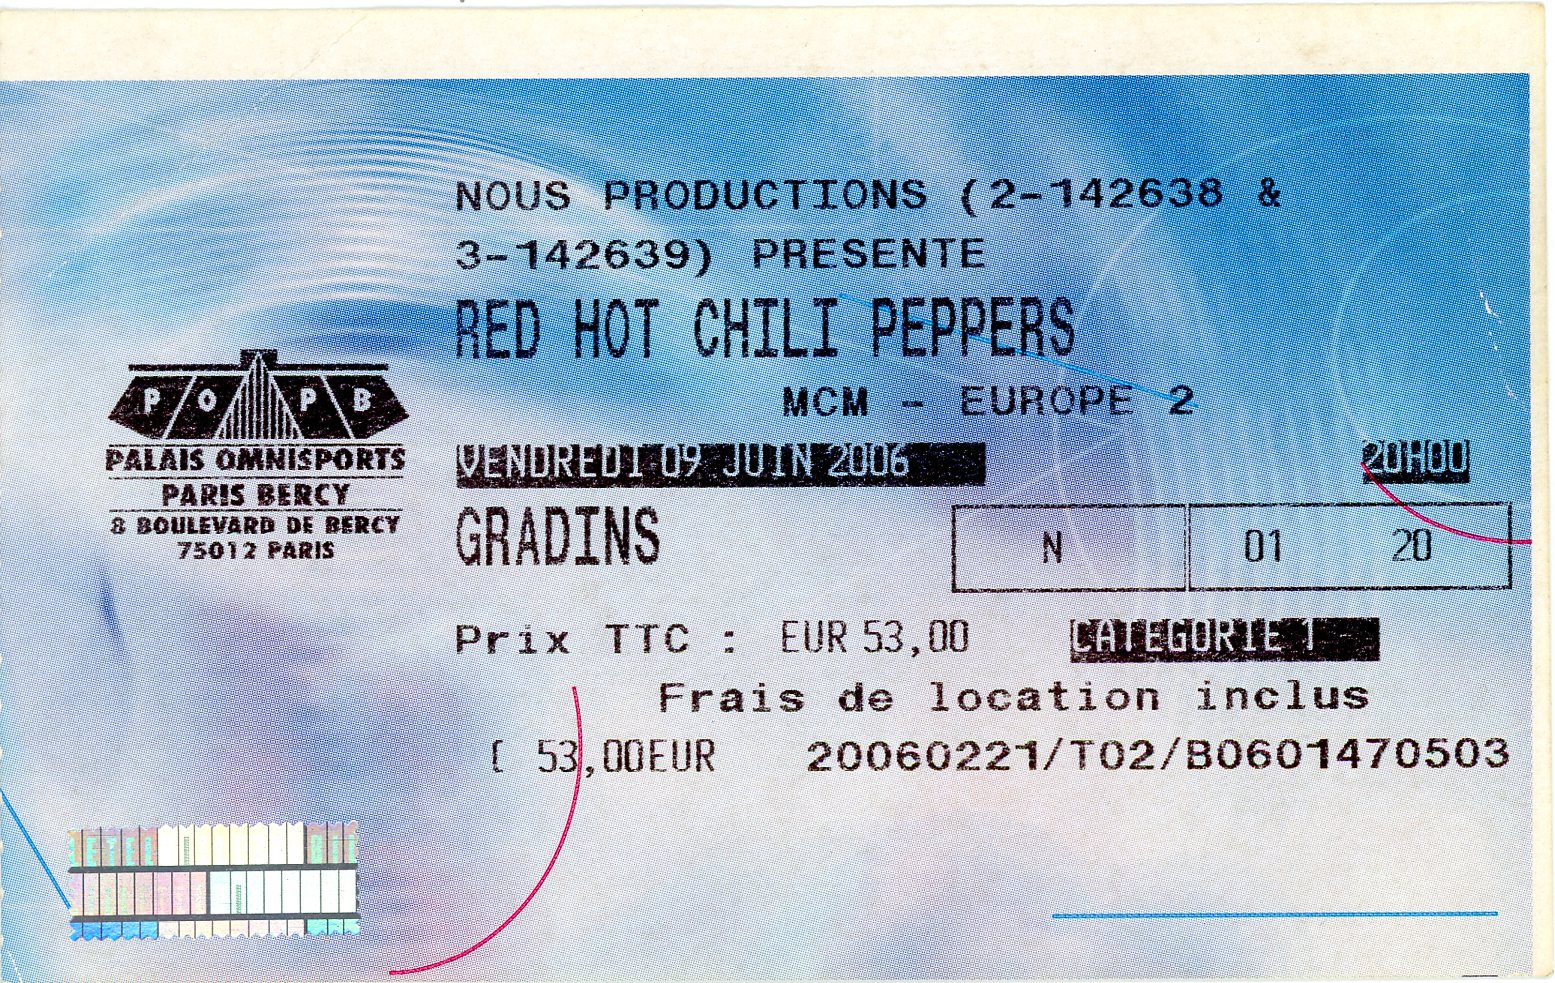 NOUS PRODUCTIONS (2-142638 &
3-142639) PRESENTE
RED HOT CHILI PEPPERS
MCM - EUROPE 2
VENDREDI 09 JUIN 2006 20H00
GRADINS N 01 20
Prix TTC : EUR 53,00 CATEGORIE 1
Frais de location inclus
[ 53,00EUR 20060221/T02/B0601470503
POPB
PALAIS OMNISPORTS
PARIS BERCY
8 BOULEVARD DE BERCY
75012 PARIS